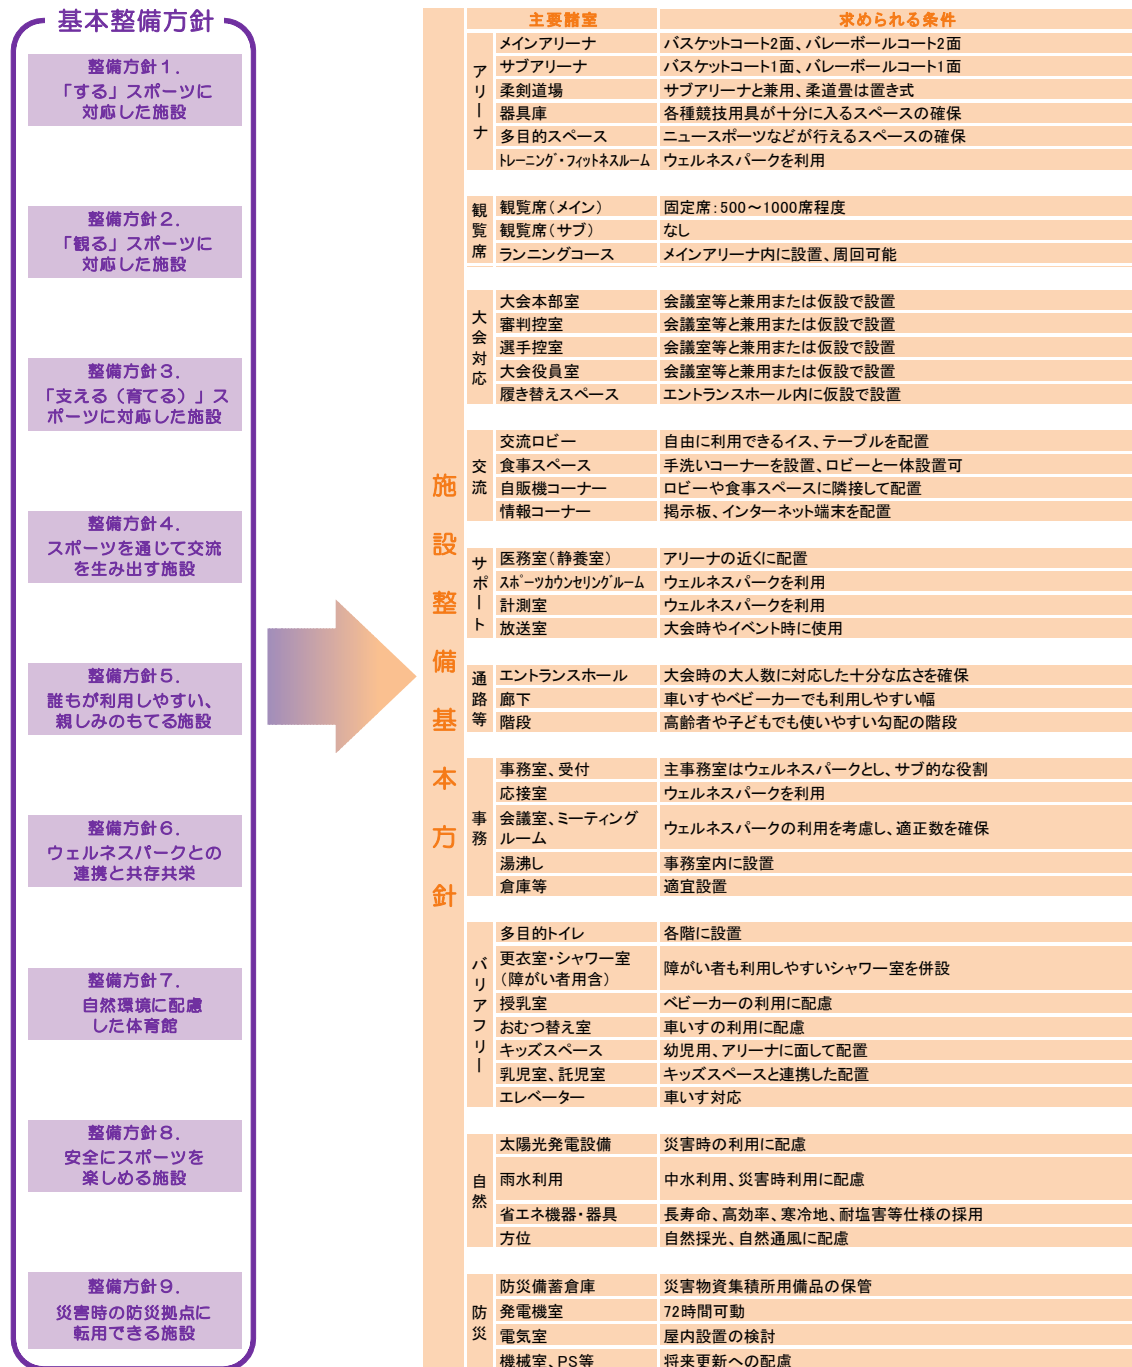 基本整備方針
整備方針１．
「する」スポーツに
対応した施設
整備方針２．
「観る」スポーツに
対応した施設
整備方針３．
「支える（育てる）」ス
ポーツに対応した施設
整備方針４．
スポーツを通じて交流
を生み出す施設
整備方針５．
誰もが利用しやすい、
親しみのもてる施設
整備方針６．
ウェルネスパークとの
連携と共存共栄
整備方針７．
自然環境に配慮
した体育館
整備方針８．
安全にスポーツを
楽しめる施設
整備方針９．
災害時の防災拠点に
転用できる施設
施設整備基本方針
主要諸室 求められる条件
アリーナ
メインアリーナ バスケットコート2面、バレーボールコート2面
サブアリーナ バスケットコート1面、バレーボールコート1面
柔剣道場 サブアリーナと兼用、柔道畳は置き式
器具庫 各種競技用具が十分に入るスペースの確保
多目的スペース ニュースポーツなどが行えるスペースの確保
ﾄﾚｰﾆﾝｸﾞ・ﾌｨｯﾄﾈｽﾙｰﾑ ウェルネスパークを利用
観覧席
観覧席（メイン） 固定席：500～1000席程度
観覧席（サブ） なし
ランニングコース メインアリーナ内に設置、周回可能
大会対応
大会本部室 会議室等と兼用または仮設で設置
審判控室 会議室等と兼用または仮設で設置
選手控室 会議室等と兼用または仮設で設置
大会役員室 会議室等と兼用または仮設で設置
履き替えスペース エントランスホール内に仮設で設置
交流
交流ロビー 自由に利用できるイス、テーブルを配置
食事スペース 手洗いコーナーを設置、ロビーと一体設置可
自販機コーナー ロビーや食事スペースに隣接して配置
情報コーナー 掲示板、インターネット端末を配置
サポート
医務室（静養室） アリーナの近くに配置
ｽﾎﾟｰﾂｶｳﾝｾﾘﾝｸﾞﾙｰﾑ ウェルネスパークを利用
計測室 ウェルネスパークを利用
放送室 大会時やイベント時に使用
通路等
エントランスホール 大会時の大人数に対応した十分な広さを確保
廊下 車いすやベビーカーでも利用しやすい幅
階段 高齢者や子どもでも使いやすい勾配の階段
事務
事務室、受付 主事務室はウェルネスパークとし、サブ的な役割
応接室 ウェルネスパークを利用
会議室、ミーティング
ルーム ウェルネスパークの利用を考慮し、適正数を確保
湯沸し 事務室内に設置
倉庫等 適宜設置
バリアフリー
多目的トイレ 各階に設置
更衣室・シャワー室
（障がい者用含） 障がい者も利用しやすいシャワー室を併設
授乳室 ベビーカーの利用に配慮
おむつ替え室 車いすの利用に配慮
キッズスペース 幼児用、アリーナに面して配置
乳児室、託児室 キッズスペースと連携した配置
エレベーター 車いす対応
自然
太陽光発電設備 災害時の利用に配慮
雨水利用 中水利用、災害時利用に配慮
省エネ機器・器具 長寿命、高効率、寒冷地、耐塩害等仕様の採用
方位 自然採光、自然通風に配慮
防災
防災備蓄倉庫 災害物資集積所用備品の保管
発電機室 72時間可動
電気室 屋内設置の検討
機械室、PS等 将来更新への配慮